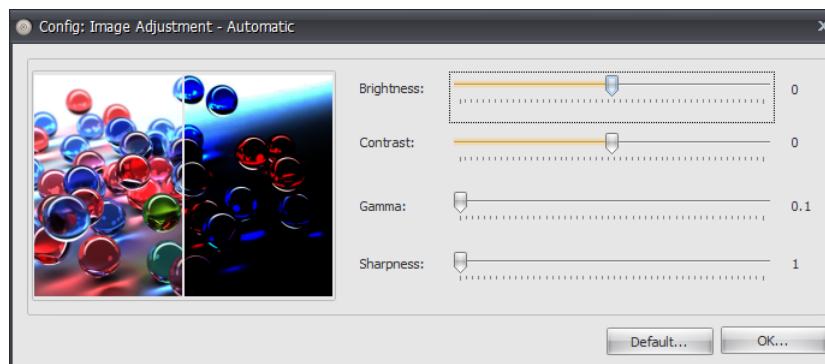 Config: Image Adjustment - Automatic
Brightness: 0
Contrast: 0
Gamma: 0.1
Sharpness: 1
Default... OK...